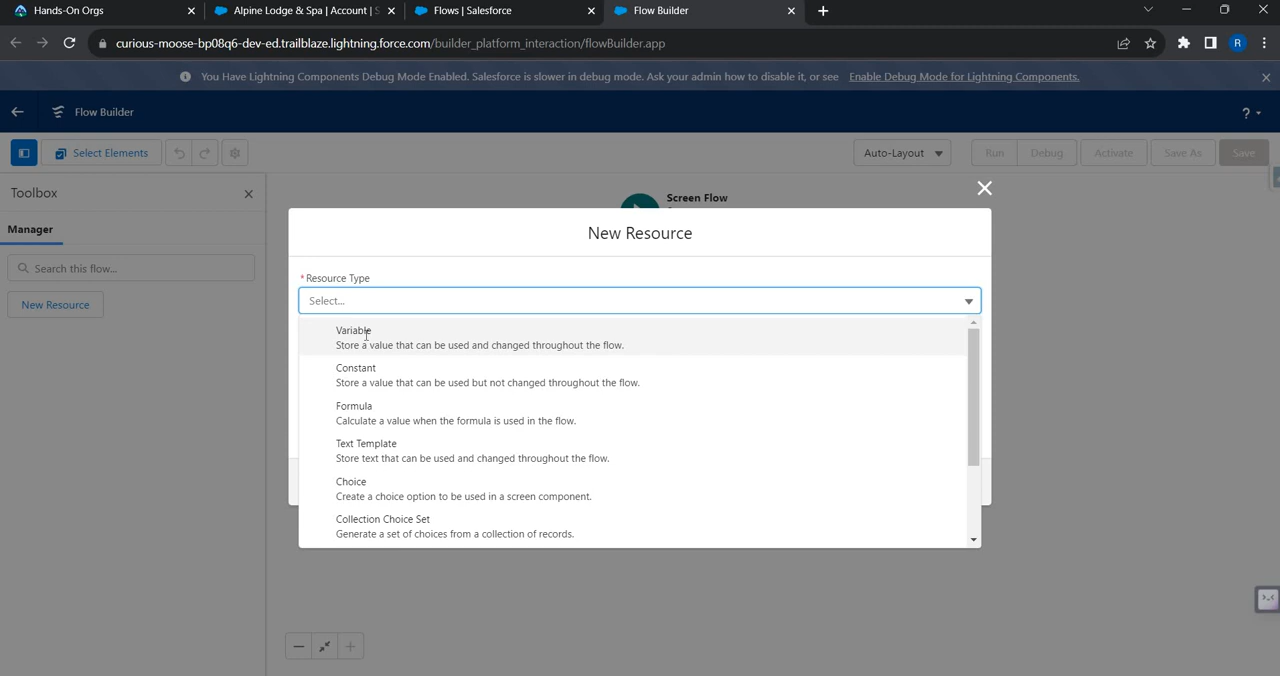 Hands-On Orgs
Alpine Lodge & Spa | Account | S
Flows | Salesforce
Flow Builder
curious-moose-bp08q6-dev-ed.trailblaze.lightning.force.com/builder_platform_interaction/flowBuilder.app
R
You Have Lightning Components Debug Mode Enabled. Salesforce is slower in debug mode. Ask your admin how to disable it, or see Enable Debug Mode for Lightning Components.
Flow Builder
?
Select Elements
Auto-Layout
Run
Debug
Activate
Save As
Save
Toolbox
Screen Flow
Manager
New Resource
Search this flow...
* Resource Type
New Resource
Select...
Variable
Store a value that can be used and changed throughout the flow.
Constant
Store a value that can be used but not changed throughout the flow.
Formula
Calculate a value when the formula is used in the flow.
Text Template
Store text that can be used and changed throughout the flow.
Choice
Create a choice option to be used in a screen component.
Collection Choice Set
Generate a set of choices from a collection of records.